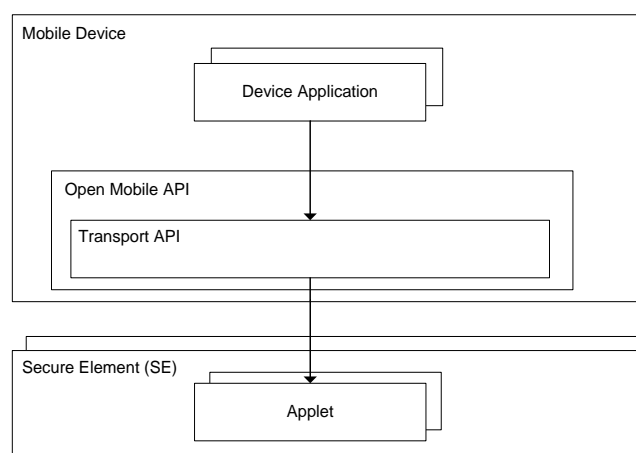 Mobile Device
Device Application
Open Mobile API
Transport API
Secure Element (SE)
Applet